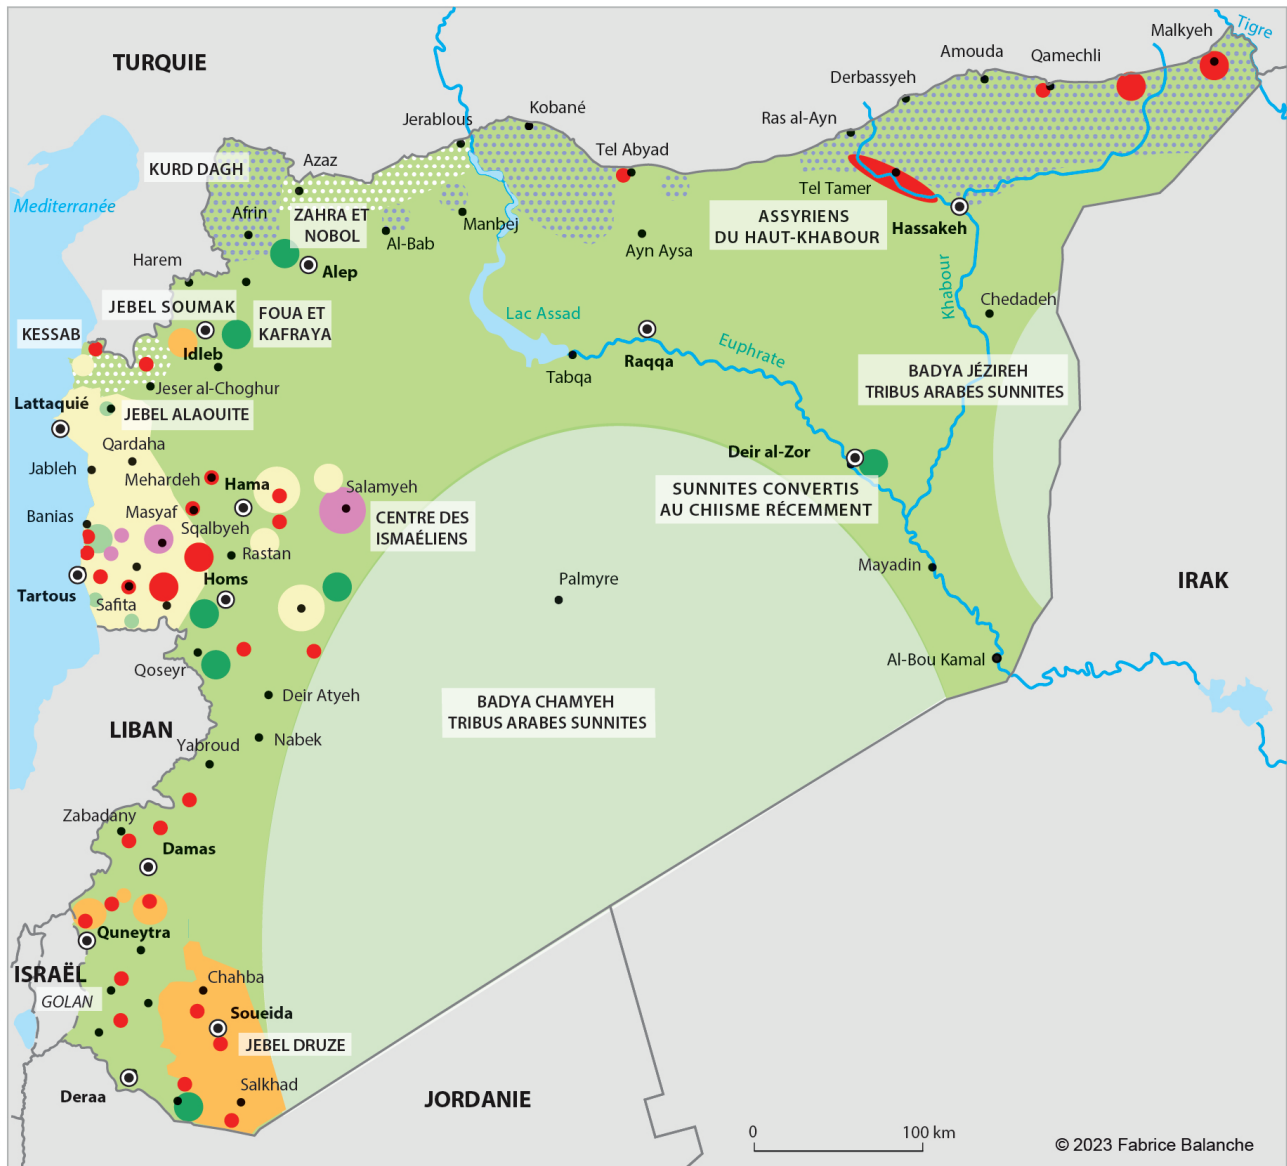 TURQUIE
Tigre
Malkyeh
Amouda
Qamechli
Derbassyeh
Kobané
Jerablous
Ras al-Ayn
Tel Abyad
Azaz
KURD DAGH
Tel Tamer
Mediterranée
Afrin
ZAHRA ET
NOBOL
Manbej
Al-Bab
ASSYRIENS
DU HAUT-KHABOUR
Hassakeh
Ayn Aysa
Harem
Alep
Khabour
JEBEL SOUMAK
FOUA ET
KAFRAYA
Lac Assad
Chedadeh
KESSAB
Idleb
Euphrate
Raqqa
Tabqa
BADYA JÉZIREH
TRIBUS ARABES SUNNITES
Jeser al-Choghur
Lattaquié
JEBEL ALAOUITE
Qardaha
Deir al-Zor
Jableh
Mehardeh
Hama
Salamyeh
SUNNITES CONVERTIS
AU CHIISME RÉCEMMENT
Banias
Masyaf
Sqalbyeh
CENTRE DES
ISMAÉLIENS
Rastan
Mayadin
Homs
Palmyre
IRAK
Tartous
Safita
Al-Bou Kamal
Qoseyr
Deir Atyeh
BADYA CHAMYEH
TRIBUS ARABES SUNNITES
LIBAN
Yabroud
Nabek
Zabadany
Damas
Quneytra
ISRAËL
Chahba
GOLAN
Soueida
JEBEL DRUZE
Salkhad
Deraa
JORDANIE
0
100 km
© 2023 Fabrice Balanche